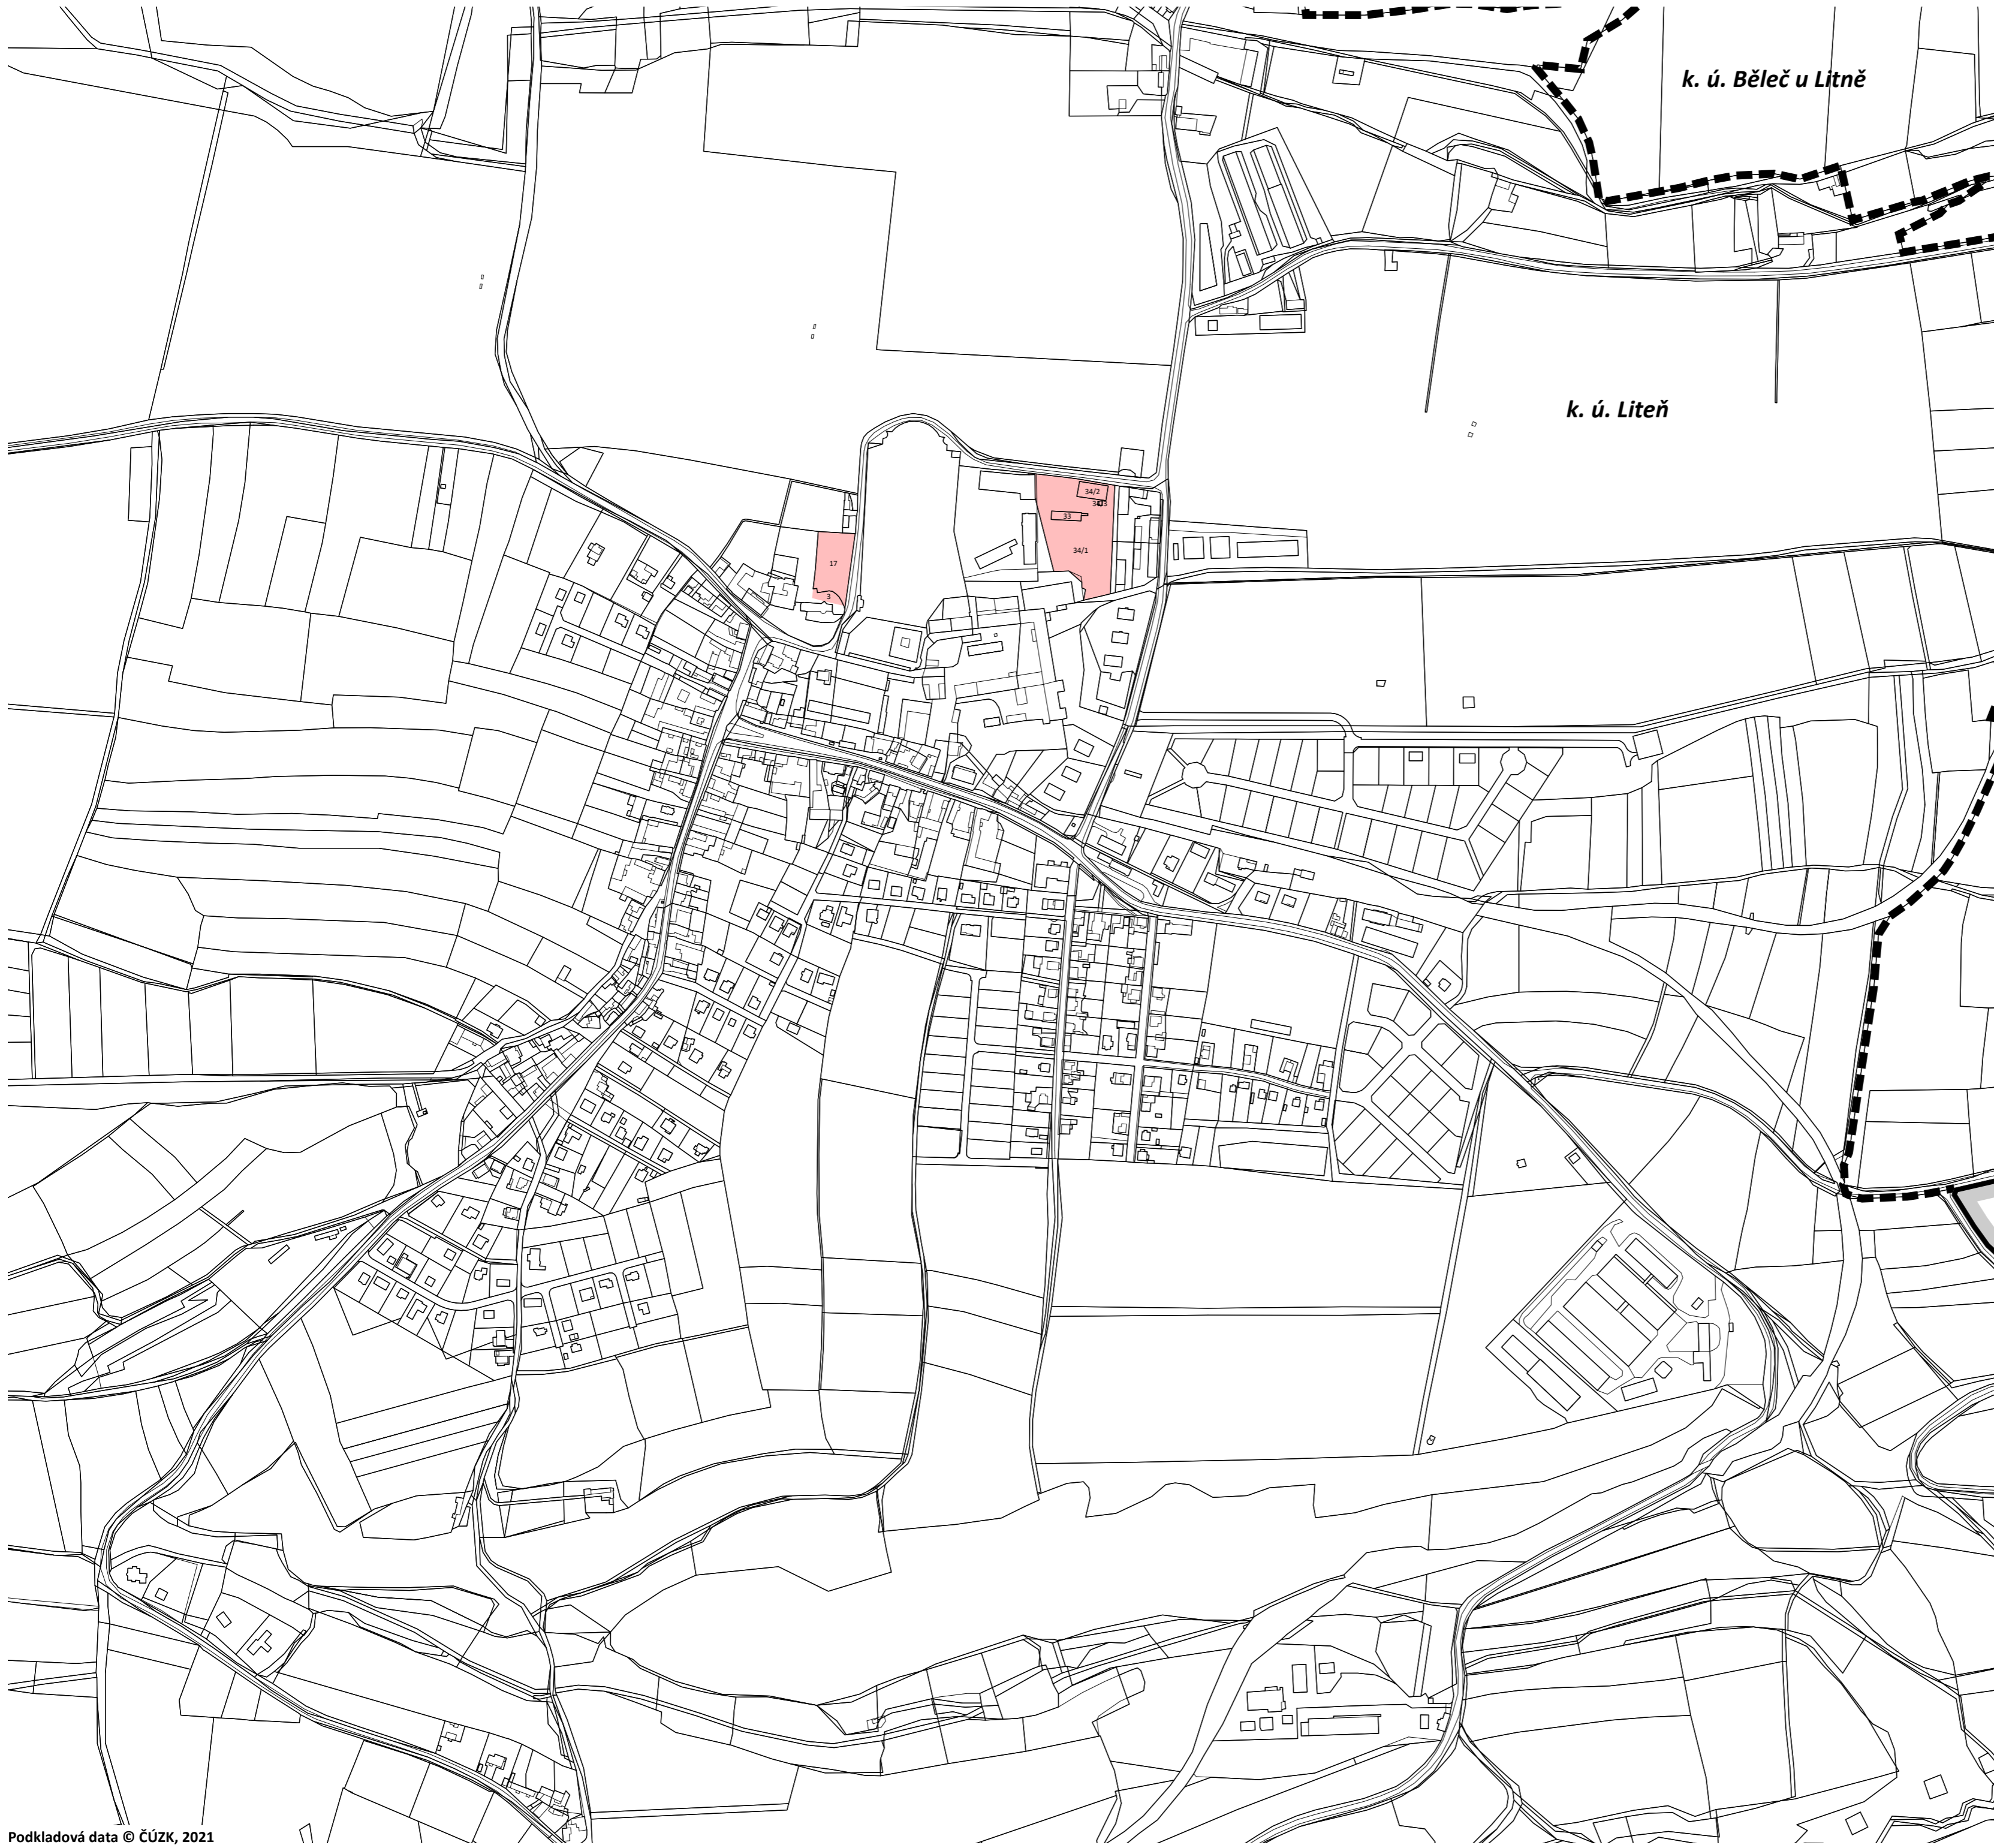 k. ú. Běleč u Litně
k. ú. Liteň
34/2
33
34/1
17
3
Podkladová data © ČÚZK, 2021